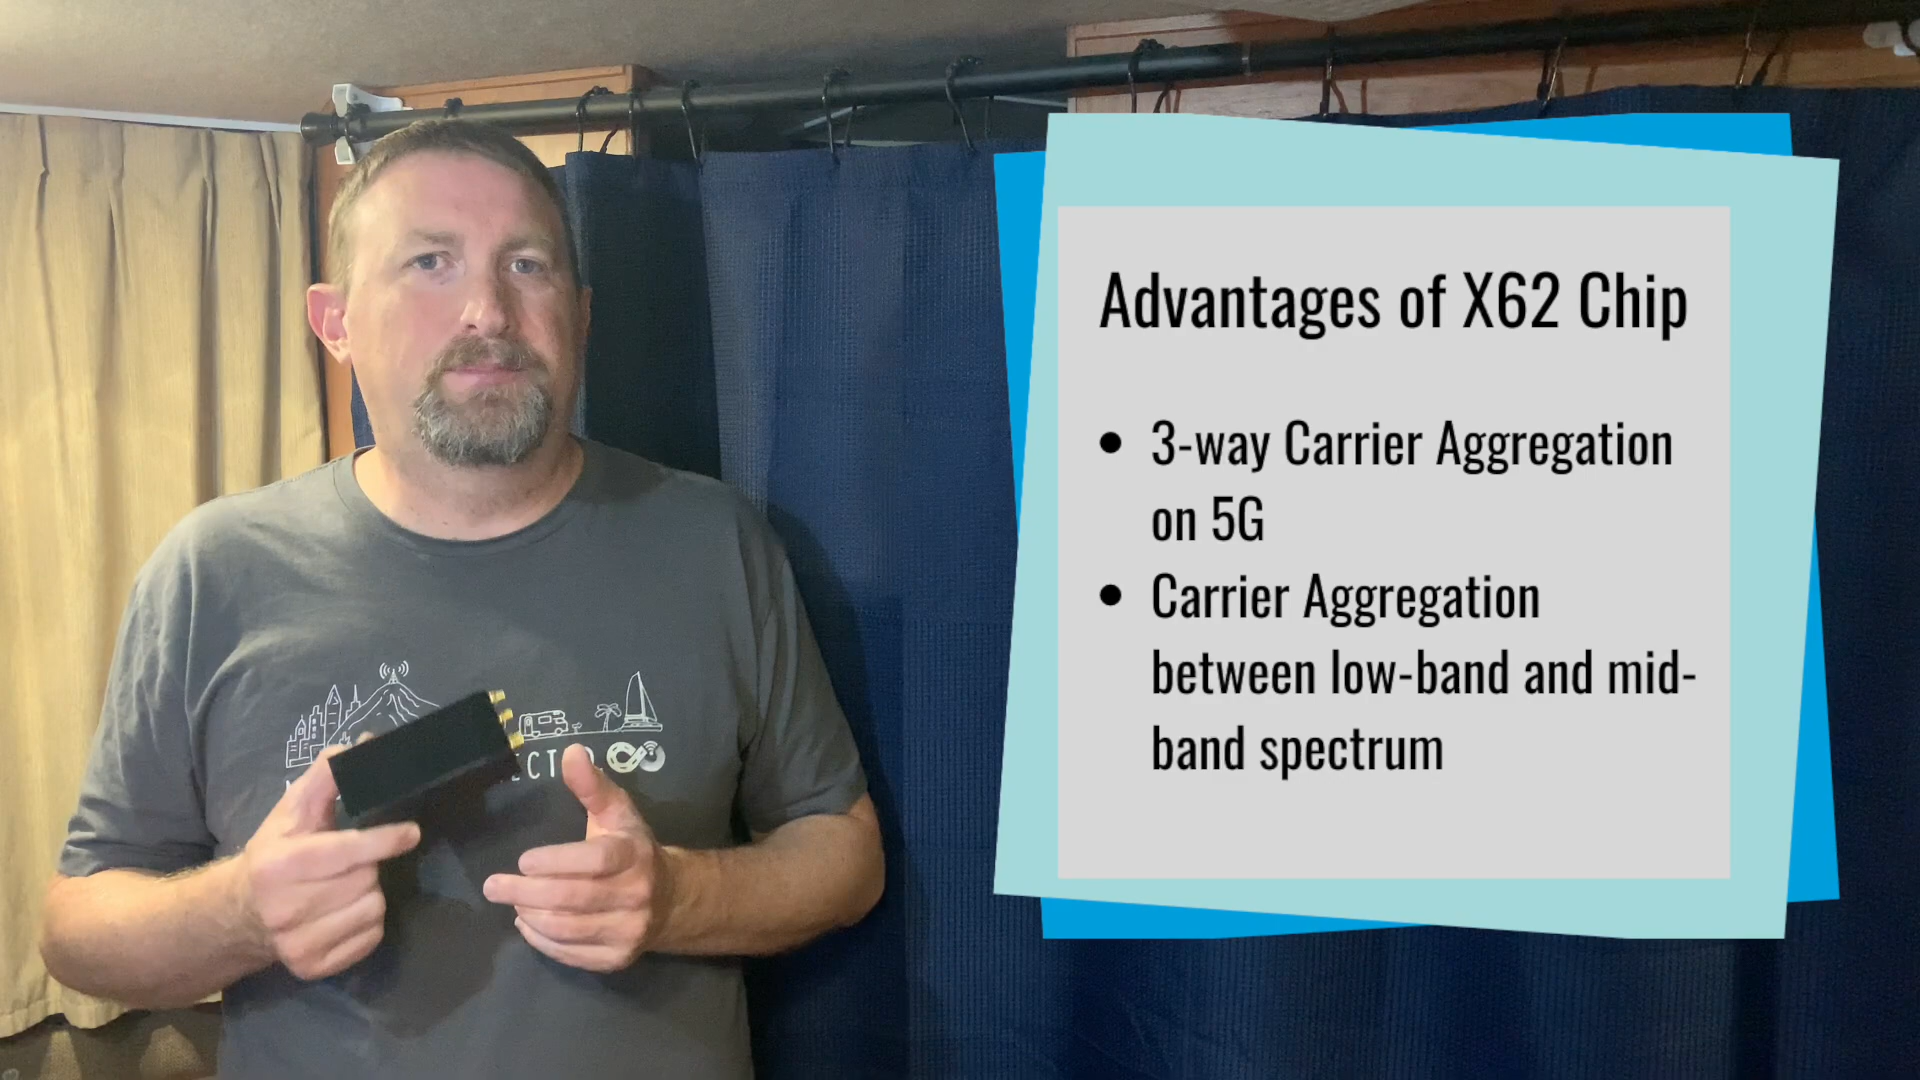 Advantages of X62 Chip
• 3-way Carrier Aggregation
on 5G
• Carrier Aggregation
between low-band and mid-
band spectrum